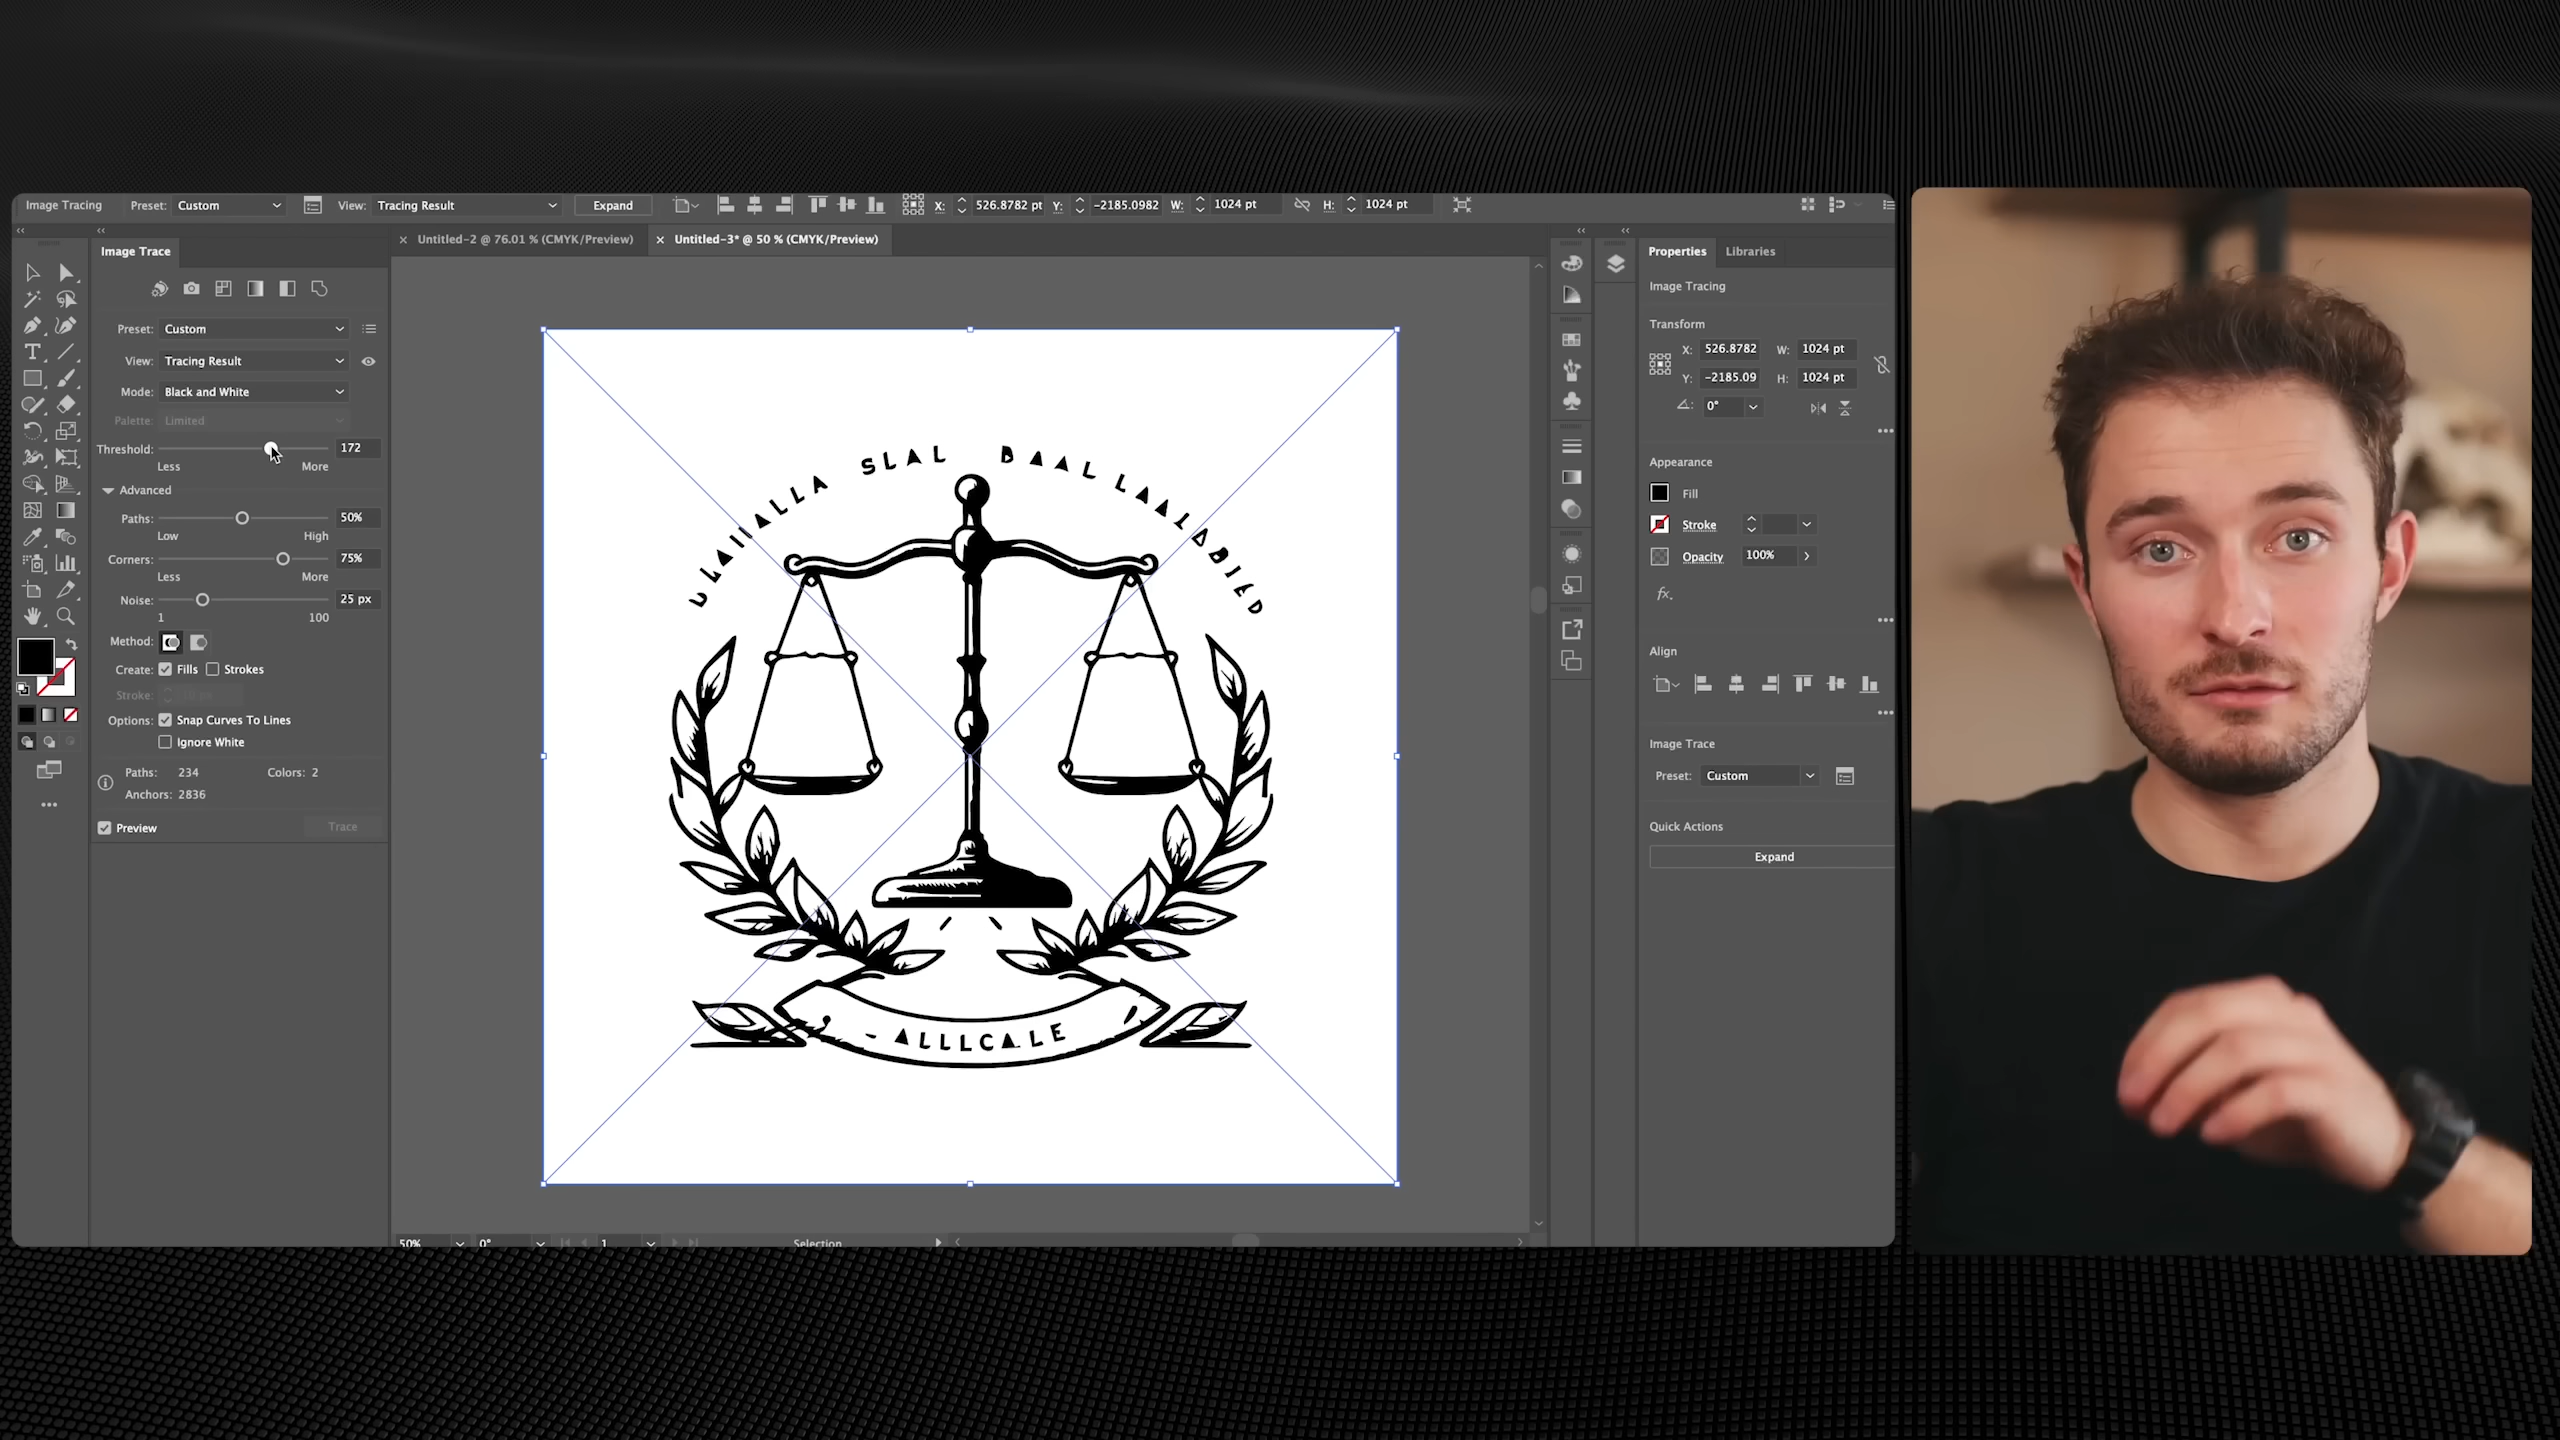 Image Tracing Preset: Custom View: Tracing Result Expand X: 526.8782 pt Y: -2185.0982 W: 1024 pt H: 1024 pt
Untitled-2 @ 76.01 % (CMYK/Preview) Untitled-3* @ 50 % (CMYK/Preview)
Image Trace
Preset: Custom
View: Tracing Result
Mode: Black and White
Palette: Limited
Threshold: 172
Less More
Advanced
Paths: 50%
Low High
Corners: 75%
Less More
Noise: 25 px
1 100
Method:
Create: Fills Strokes
Stroke:
Options: Snap Curves To Lines
Ignore White
Paths: 234 Colors: 2
Anchors: 2836
Preview Trace
SLAL
ALLLCALE
50% 0° 1 Selection
Properties Libraries
Image Tracing
Transform
X: 526.8782 W: 1024 pt
Y: -2185.09 H: 1024 pt
0°
Appearance
Fill
Stroke
Opacity 100%
fx.
Align
Image Trace
Preset: Custom
Quick Actions
Expand